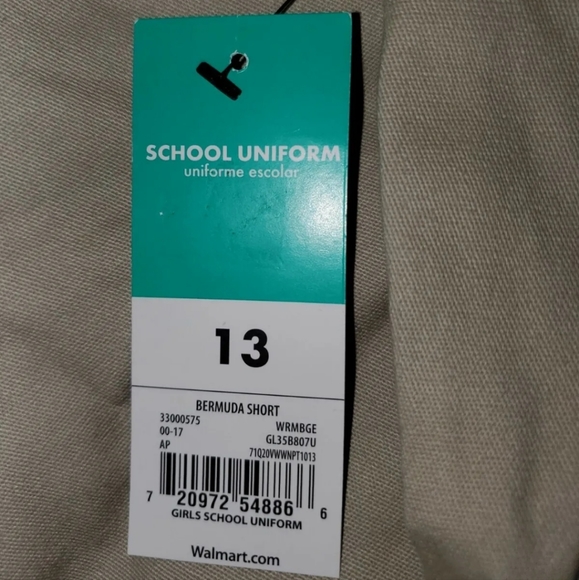 SCHOOL UNIFORM
uniforme escolar
13
BERMUDA SHORT
33000575 WRMBGE
00-17 GL35B807U
AP 71Q20VWWNPT1013
7 20972 54886 6
GIRLS SCHOOL UNIFORM
Walmart.com